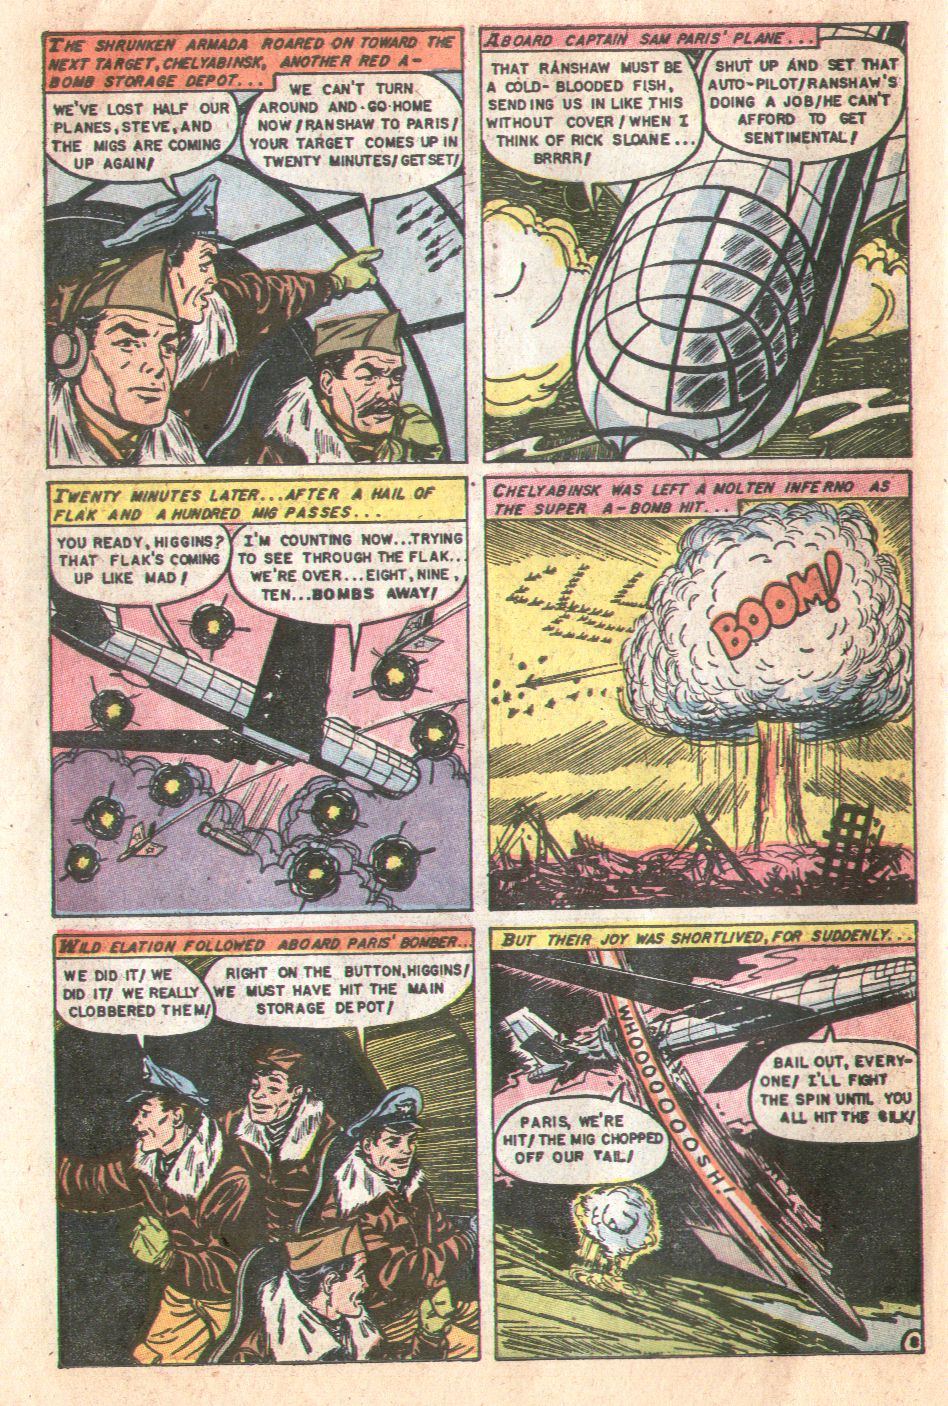 THE SHRUNKEN ARMADA ROARED ON TOWARD THE
NEXT TARGET, CHELYABINSK, ANOTHER RED A-
BOMB STORAGE DEPOT...
WE'VE LOST HALF OUR
PLANES, STEVE, AND
THE MIGS ARE COMING
UP AGAIN!
WE CAN'T TURN
AROUND AND GO HOME
NOW! RANSHAW TO PARIS!
YOUR TARGET COMES UP IN
TWENTY MINUTES! GET SET!
ABOARD CAPTAIN SAM PARIS' PLANE...
THAT RANSHAW MUST BE
A COLD-BLOODED FISH,
SENDING US IN LIKE THIS
WITHOUT COVER! WHEN I
THINK OF RICK SLOANE...
BRRRR!
SHUT UP AND SET THAT
AUTO-PILOT! RANSHAW'S
DOING A JOB! HE CAN'T
AFFORD TO GET
SENTIMENTAL!
TWENTY MINUTES LATER...AFTER A HAIL OF
FLAK AND A HUNDRED MIG PASSES...
YOU READY, HIGGINS?
THAT FLAK'S COMING
UP LIKE MAD!
I'M COUNTING NOW...TRYING
TO SEE THROUGH THE FLAK...
WE'RE OVER...EIGHT, NINE,
TEN...BOMBS AWAY!
CHELYABINSK WAS LEFT A MOLTEN INFERNO AS
THE SUPER A-BOMB HIT...
BOOM!
WILD ELATION FOLLOWED ABOARD PARIS' BOMBER...
WE DID IT! WE
DID IT! WE REALLY
CLOBBERED THEM!
RIGHT ON THE BUTTON, HIGGINS!
WE MUST HAVE HIT THE MAIN
STORAGE DEPOT!
BUT THEIR JOY WAS SHORTLIVED, FOR SUDDENLY...
WHOOOOOOOOSH!
PARIS, WE'RE
HIT! THE MIG CHOPPED
OFF OUR TAIL!
BAIL OUT, EVERY-
ONE! I'LL FIGHT
THE SPIN UNTIL YOU
ALL HIT THE SILK!
8